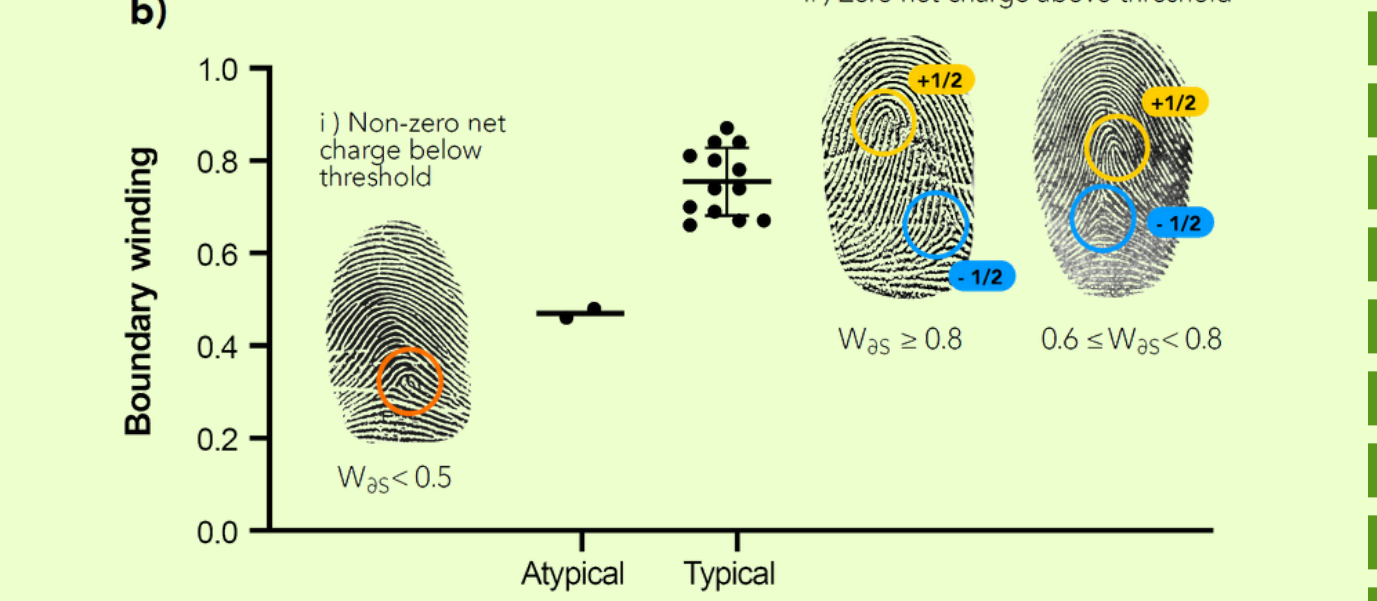 b)
ii ) Zero net charge above threshold
1.0
0.8
0.6
0.4
0.2
0.0
Boundary winding
i ) Non-zero net
charge below
threshold
W∂S< 0.5
+1/2
- 1/2
W∂S ≥ 0.8
+1/2
- 1/2
0.6 ≤W∂S< 0.8
Atypical
Typical